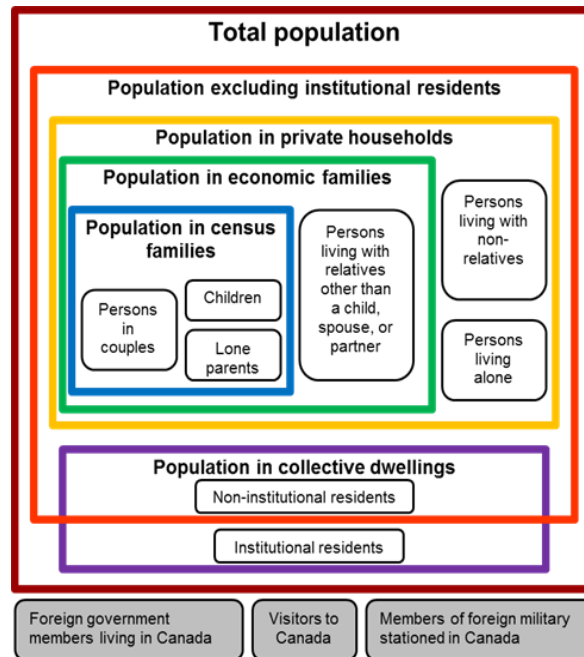 Total population
Population excluding institutional residents
Population in private households
Population in economic families
Population in census
families
Persons
in
couples
Children
Lone
parents
Persons
living with
relatives
other than
a child,
spouse, or
partner
Persons
living with
non-
relatives
Persons
living
alone
Population in collective dwellings
Non-institutional residents
Institutional residents
Foreign government
members living in Canada
Visitors to
Canada
Members of foreign military
stationed in Canada